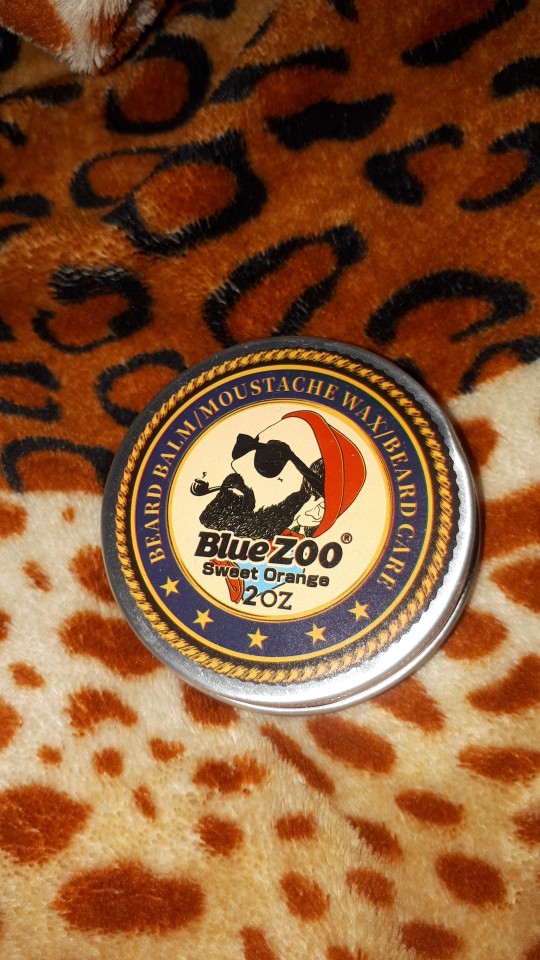 BEARD BALM/MOUSTACHE WAX/BEARD CARE
BlueZOO®
Sweet Orange
2OZ